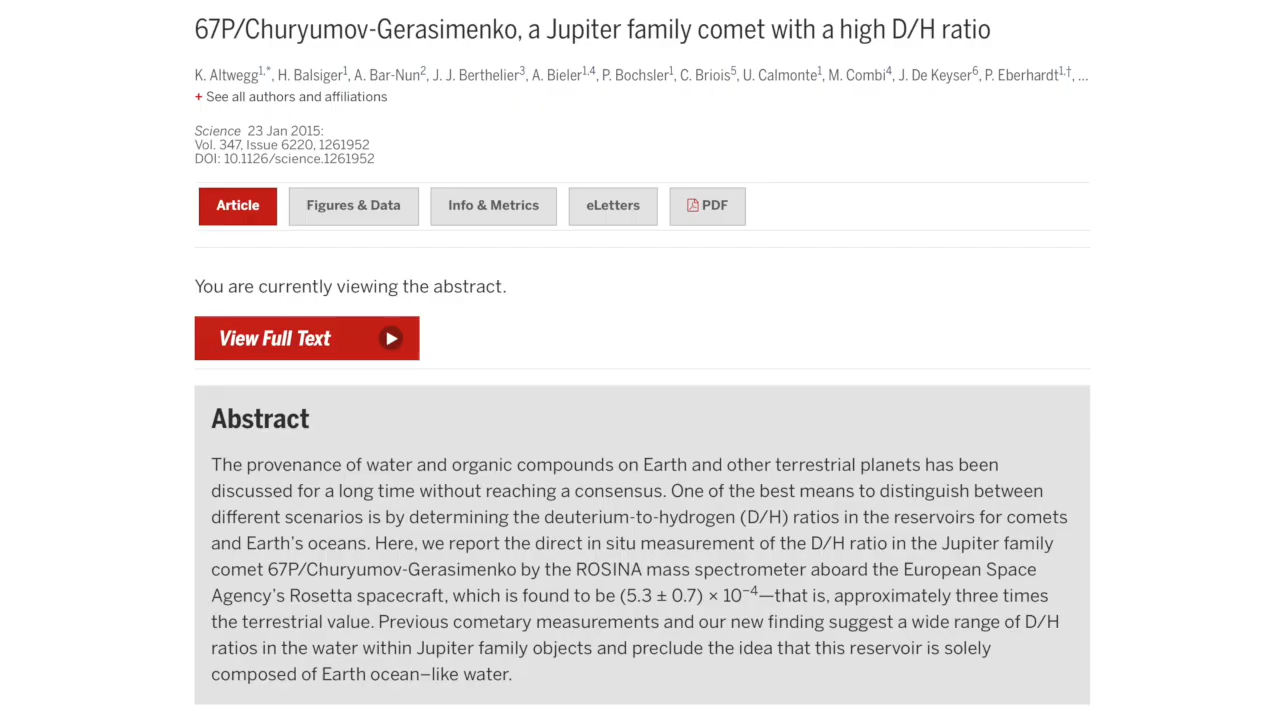 67P/Churyumov-Gerasimenko, a Jupiter family comet with a high D/H ratio
K. Altwegg1,*, H. Balsiger1, A. Bar-Nun2, J. J. Berthelier3, A. Bieler1,4, P. Bochsler1, C. Briois5, U. Calmonte1, M. Combi4, J. De Keyser6, P. Eberhardt1,†, ...
+ See all authors and affiliations
Science 23 Jan 2015:
Vol. 347, Issue 6220, 1261952
DOI: 10.1126/science.1261952
Article Figures & Data Info & Metrics eLetters PDF
You are currently viewing the abstract.
View Full Text
Abstract
The provenance of water and organic compounds on Earth and other terrestrial planets has been
discussed for a long time without reaching a consensus. One of the best means to distinguish between
different scenarios is by determining the deuterium-to-hydrogen (D/H) ratios in the reservoirs for comets
and Earth's oceans. Here, we report the direct in situ measurement of the D/H ratio in the Jupiter family
comet 67P/Churyumov-Gerasimenko by the ROSINA mass spectrometer aboard the European Space
Agency's Rosetta spacecraft, which is found to be (5.3 ± 0.7) × 10−4—that is, approximately three times
the terrestrial value. Previous cometary measurements and our new finding suggest a wide range of D/H
ratios in the water within Jupiter family objects and preclude the idea that this reservoir is solely
composed of Earth ocean–like water.